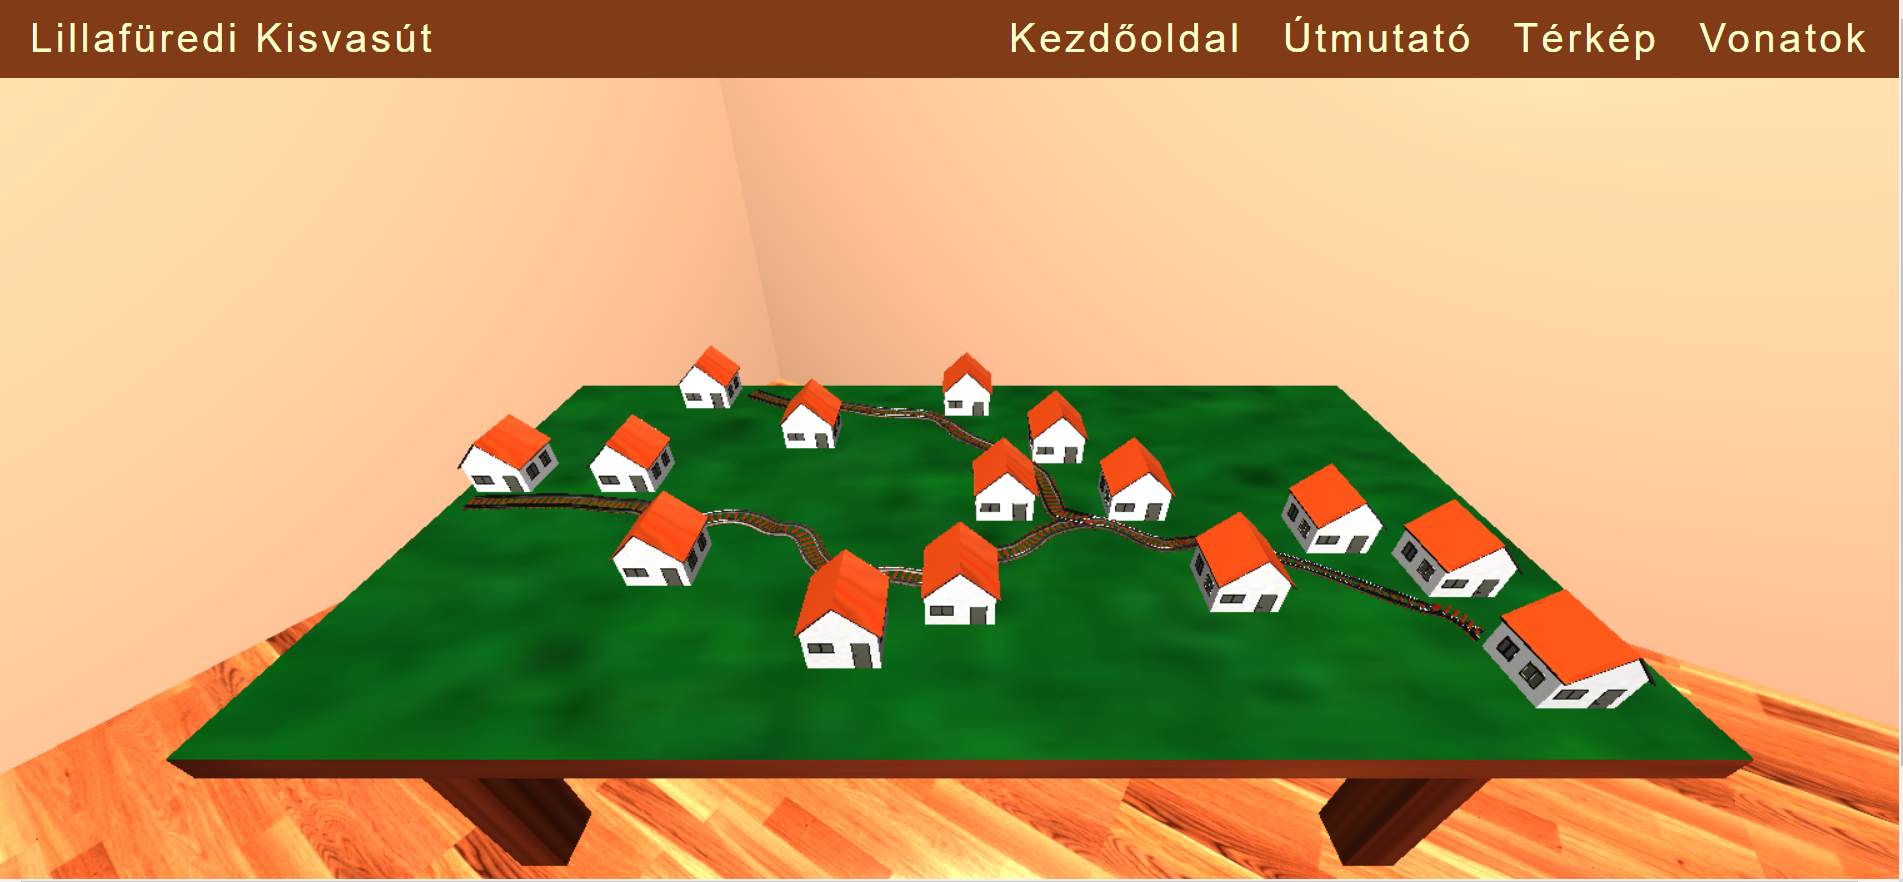 Lillafüredi Kisvasút
Kezdőoldal Útmutató Térkép Vonatok